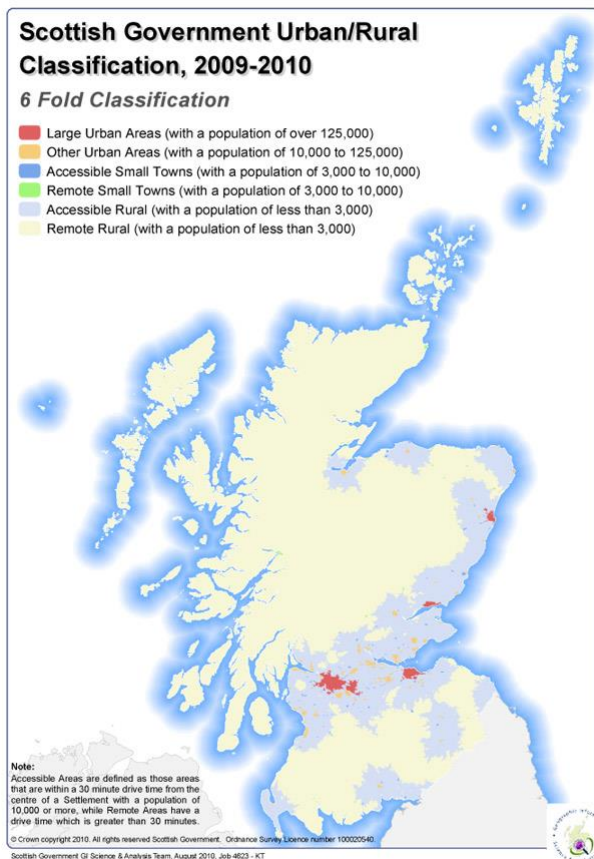 Scottish Government Urban/Rural
Classification, 2009-2010
6 Fold Classification
Large Urban Areas (with a population of over 125,000)
Other Urban Areas (with a population of 10,000 to 125,000)
Accessible Small Towns (with a population of 3,000 to 10,000)
Remote Small Towns (with a population of 3,000 to 10,000)
Accessible Rural (with a population of less than 3,000)
Remote Rural (with a population of less than 3,000)
Note:
Accessible Areas are defined as those areas
that are within a 30 minute drive time from the
centre of a Settlement with a population of
10,000 or more, while Remote Areas have a
drive time which is greater than 30 minutes.
© Crown copyright 2010. All rights reserved Scottish Government. Ordnance Survey Licence number 100020540.
Scottish Government GI Science & Analysis Team, August 2010, Job 4623 - KT